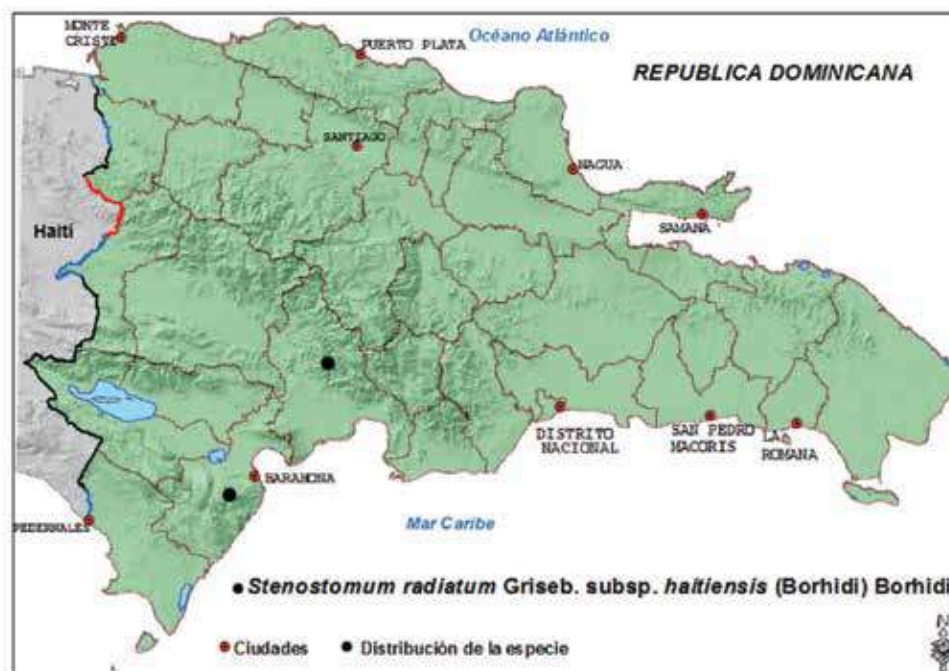 MONTE
CRISTI
PUERTO PLATA
Océano Atlántico
REPUBLICA DOMINICANA
SANTIAGO
NAGUA
SAMANA
Haití
DISTRITO
NACIONAL
SAN PEDRO
MACORIS
LA
ROMANA
BARAHONA
PEDERNALES
Mar Caribe
Stenostomum radiatum Griseb. subsp. haitiensis (Borhidi) Borhidi
Ciudades
Distribución de la especie